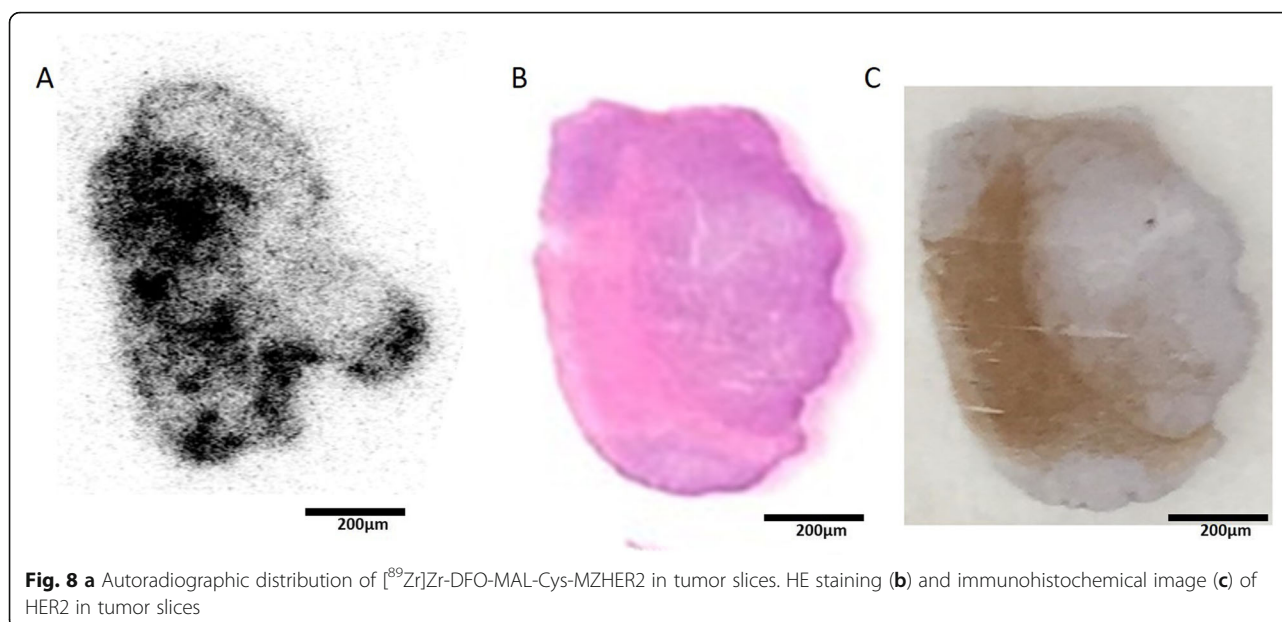 A
B
C
200μm
200μm
200μm
Fig. 8 a Autoradiographic distribution of [⁸⁹Zr]Zr-DFO-MAL-Cys-MZHER2 in tumor slices. HE staining (b) and immunohistochemical image (c) of
HER2 in tumor slices